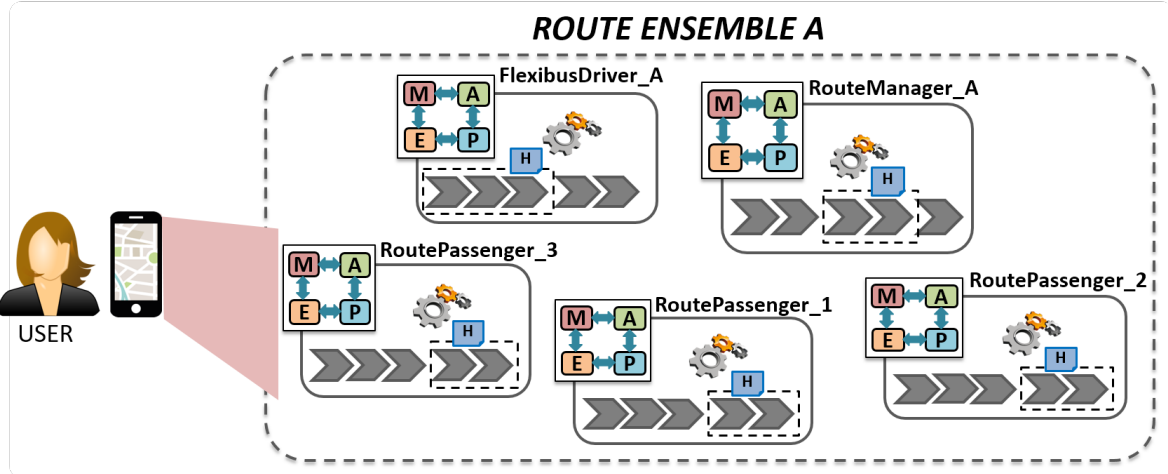 ROUTE ENSEMBLE A
FlexibusDriver_A
M A
E P
H
RouteManager_A
M A
E P
H
USER
RoutePassenger_3
M A
E P
H
RoutePassenger_1
M A
E P
H
RoutePassenger_2
M A
E P
H